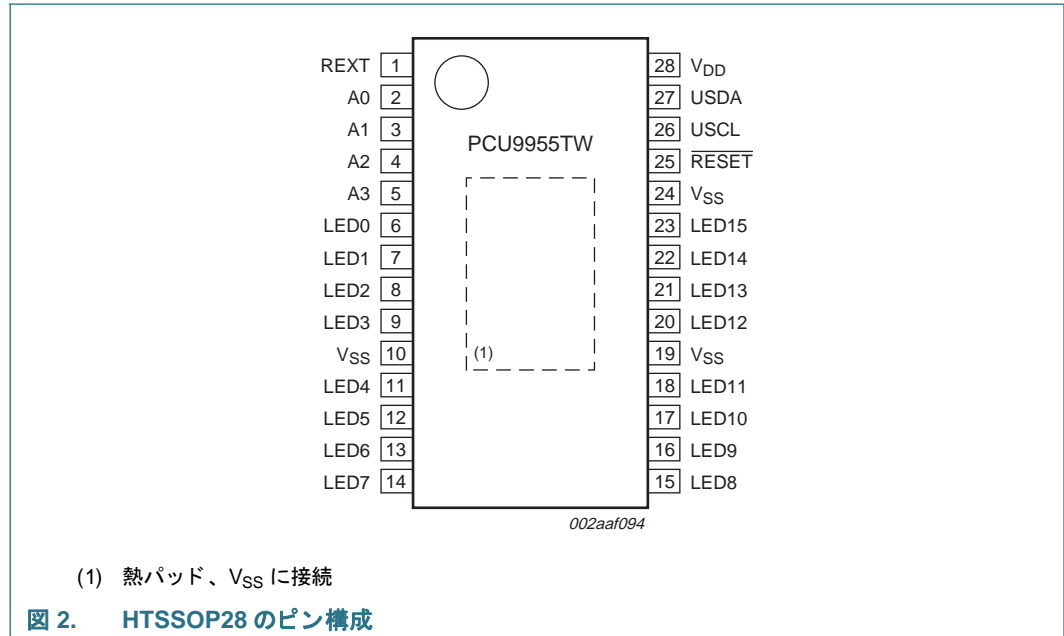 REXT 1 28 VDD
A0 2 27 USDA
A1 3 26 USCL
PCU9955TW
A2 4 25 RESET
A3 5 24 VSS
LED0 6 23 LED15
LED1 7 22 LED14
LED2 8 21 LED13
LED3 9 20 LED12
VSS 10 (1) 19 VSS
LED4 11 18 LED11
LED5 12 17 LED10
LED6 13 16 LED9
LED7 14 15 LED8
002aaf094
(1) 熱パッド、VSS に接続
図 2. HTSSOP28 のピン構成